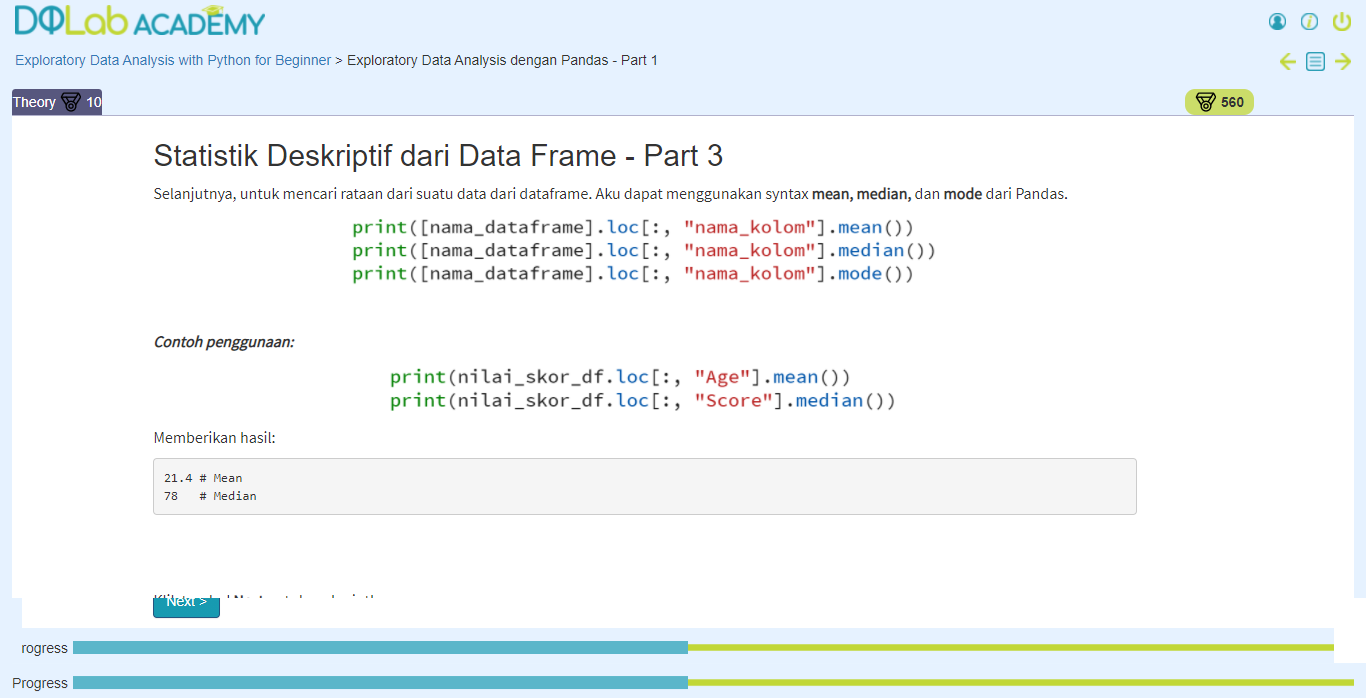 DQLab ACADEMY
Exploratory Data Analysis with Python for Beginner > Exploratory Data Analysis dengan Pandas - Part 1
Theory 10
560
Statistik Deskriptif dari Data Frame - Part 3
Selanjutnya, untuk mencari rataan dari suatu data dari dataframe. Aku dapat menggunakan syntax mean, median, dan mode dari Pandas.
print([nama_dataframe].loc[:, "nama_kolom"].mean())
print([nama_dataframe].loc[:, "nama_kolom"].median())
print([nama_dataframe].loc[:, "nama_kolom"].mode())
Contoh penggunaan:
print(nilai_skor_df.loc[:, "Age"].mean())
print(nilai_skor_df.loc[:, "Score"].median())
Memberikan hasil:
21.4 # Mean
78   # Median
Next >
rogress
Progress